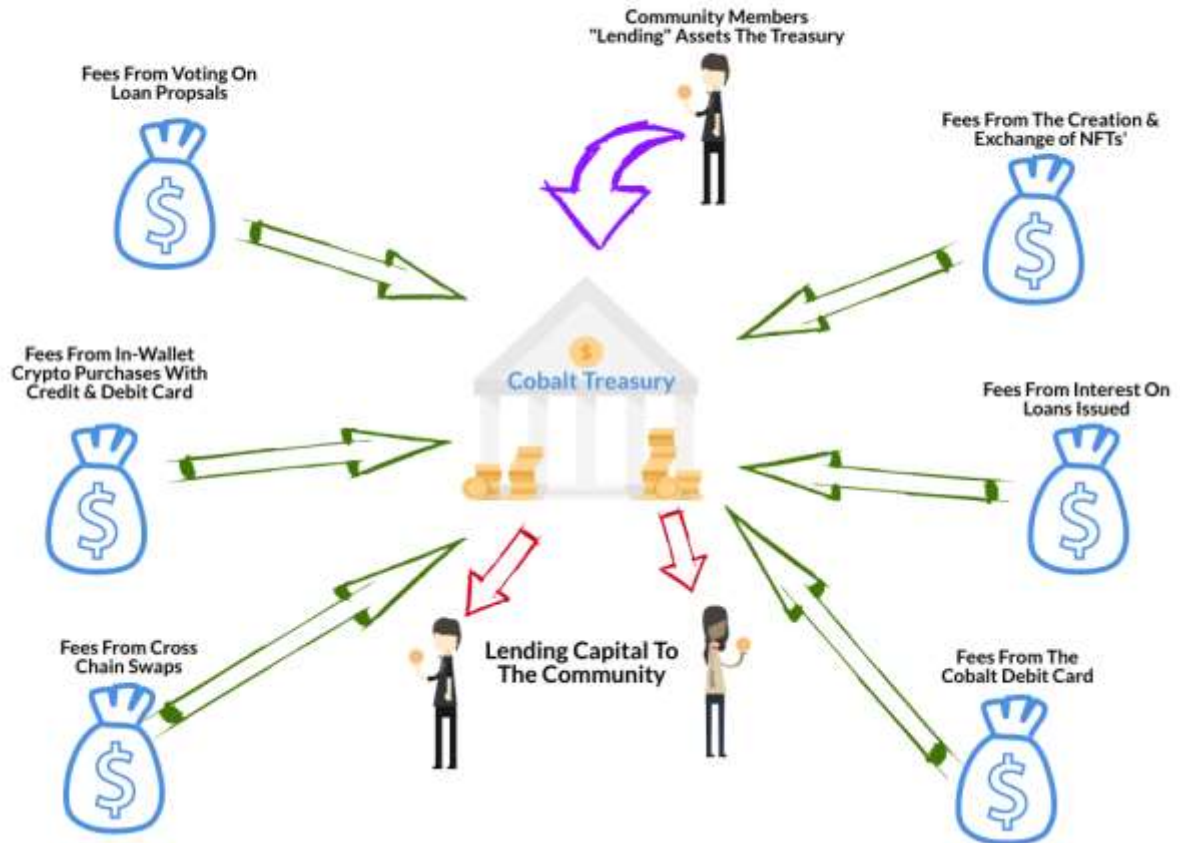 Community Members
"Lending" Assets The Treasury
Fees From Voting On
Loan Propsals
Fees From The Creation &
Exchange of NFTs'
$
$
$
Cobalt Treasury
Fees From In-Wallet
Crypto Purchases With
Credit & Debit Card
Fees From Interest On
Loans Issued
$
$
Fees From Cross
Chain Swaps
Lending Capital To
The Community
Fees From The
Cobalt Debit Card
$
$